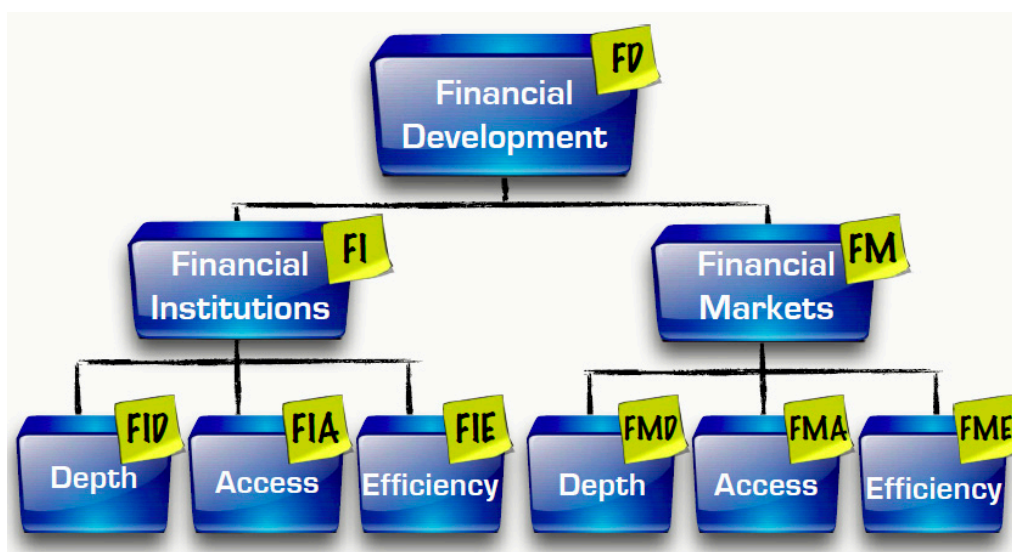 FD
Financial
Development
FI
Financial
Institutions
FM
Financial
Markets
FID
Depth
FIA
Access
FIE
Efficiency
FMD
Depth
FMA
Access
FME
Efficiency